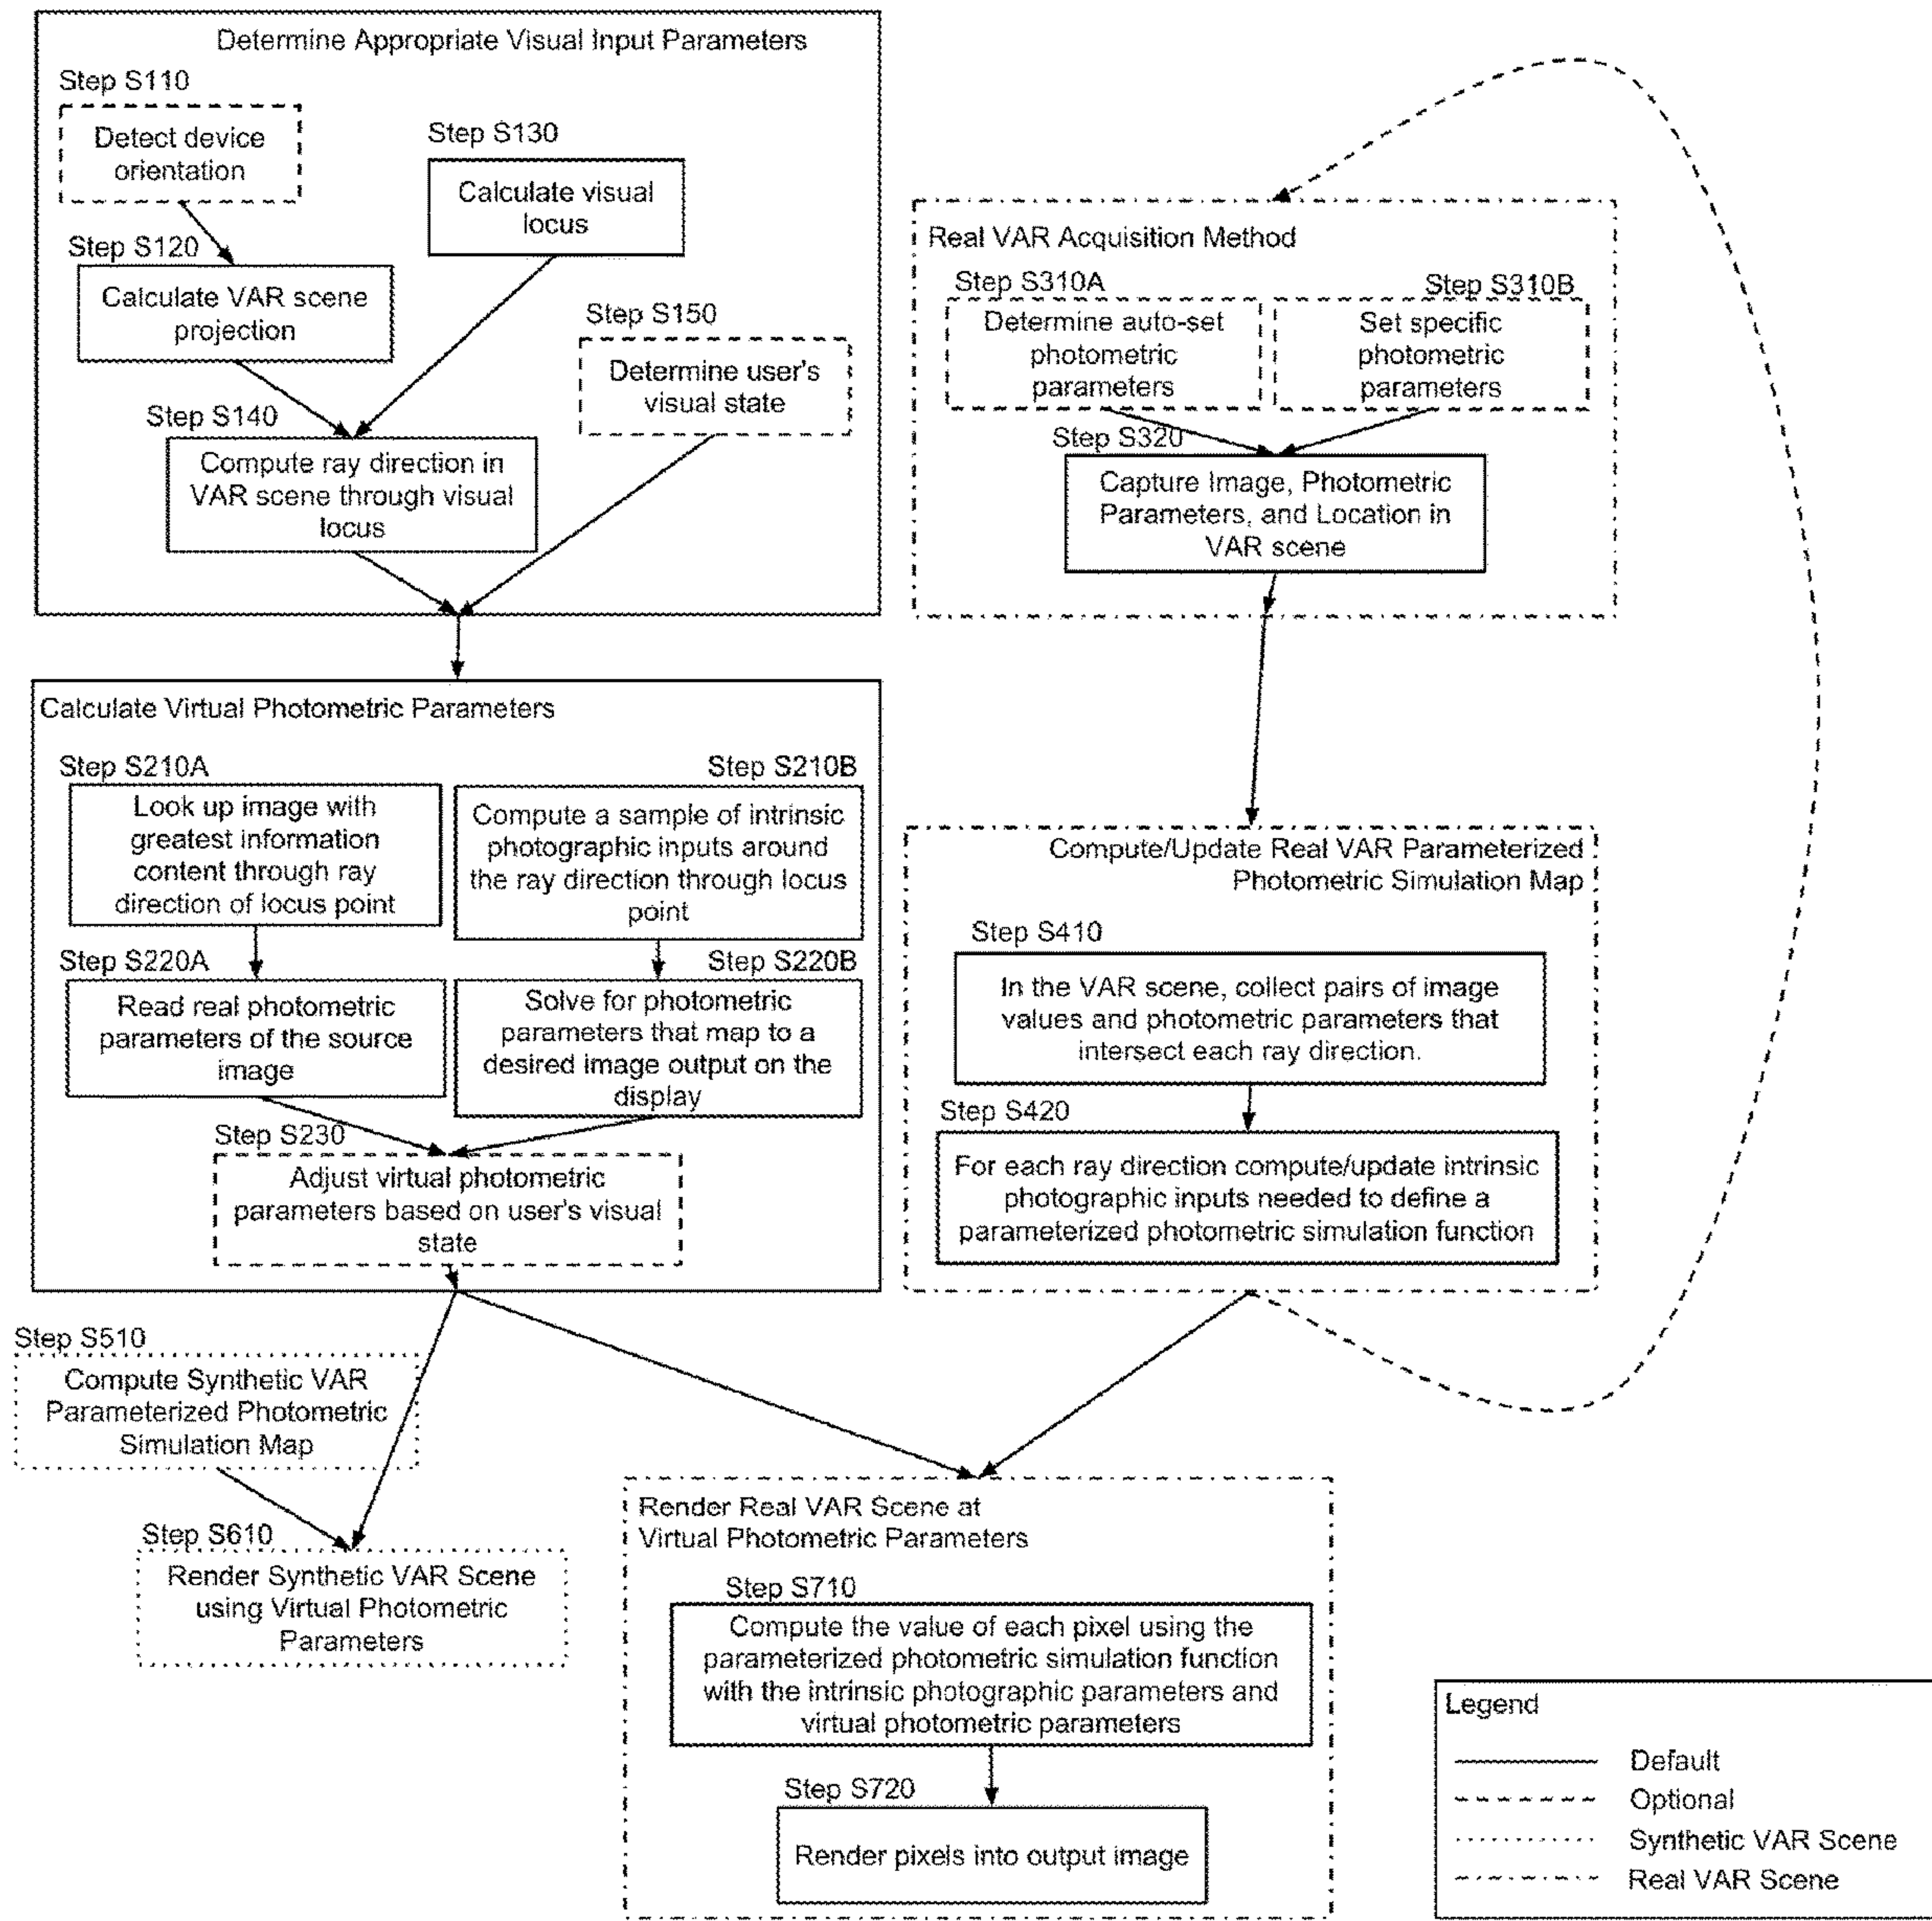 Determine Appropriate Visual Input Parameters
Step S110
Detect device
orientation
Step S130
Calculate visual
locus
Step S120
Calculate VAR scene
projection
Step S150
Determine user's
visual state
Step S140
Compute ray direction in
VAR scene through visual
locus
Real VAR Acquisition Method
Step S310A
Determine auto-set
photometric
parameters
Step S310B
Set specific
photometric
parameters
Step S320
Capture Image, Photometric
Parameters, and Location in
VAR scene
Calculate Virtual Photometric Parameters
Step S210A
Look up image with
greatest information
content through ray
direction of locus point
Step S210B
Compute a sample of intrinsic
photographic inputs around
the ray direction through locus
point
Step S220A
Read real photometric
parameters of the source
image
Step S220B
Solve for photometric
parameters that map to a
desired image output on the
display
Step S230
Adjust virtual photometric
parameters based on user's visual
state
Compute/Update Real VAR Parameterized
Photometric Simulation Map
Step S410
In the VAR scene, collect pairs of image
values and photometric parameters that
intersect each ray direction.
Step S420
For each ray direction compute/update intrinsic
photographic inputs needed to define a
parameterized photometric simulation function
Step S510
Compute Synthetic VAR
Parameterized Photometric
Simulation Map
Step S610
Render Synthetic VAR Scene
using Virtual Photometric
Parameters
Render Real VAR Scene at
Virtual Photometric Parameters
Step S710
Compute the value of each pixel using the
parameterized photometric simulation function
with the intrinsic photographic parameters and
virtual photometric parameters
Step S720
Render pixels into output image
Legend
Default
Optional
Synthetic VAR Scene
Real VAR Scene